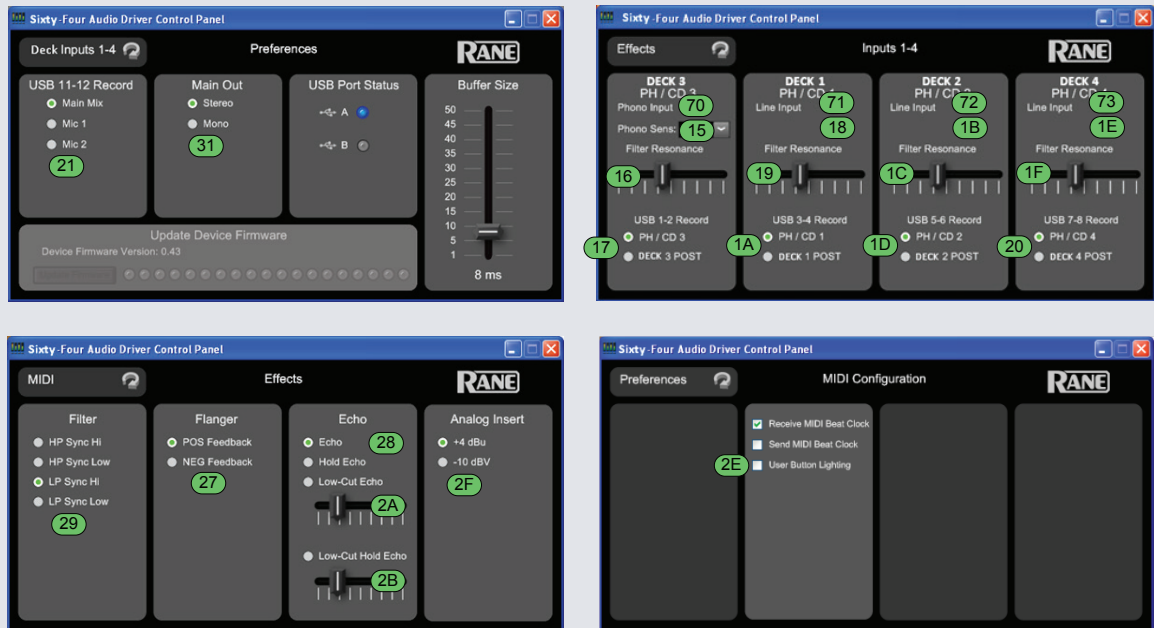 Sixty-Four Audio Driver Control Panel
Deck Inputs 1-4
Preferences
RANE
USB 11-12 Record
Main Mix
Mic 1
Mic 2
21
Main Out
Stereo
Mono
31
USB Port Status
A
B
Buffer Size
50
45
40
35
30
25
20
15
10
5
1
8 ms
Update Device Firmware
Device Firmware Version: 0.43
Sixty-Four Audio Driver Control Panel
Effects
Inputs 1-4
RANE
DECK 3
PH / CD 3
Phono Input
70
Phono Sens:
15
Filter Resonance
16
USB 1-2 Record
17
PH / CD 3
DECK 3 POST
DECK 1
PH / CD 1
Line Input
71
18
Filter Resonance
19
USB 3-4 Record
1A
PH / CD 1
DECK 1 POST
DECK 2
PH / CD 2
Line Input
72
1B
Filter Resonance
1C
USB 5-6 Record
1D
PH / CD 2
DECK 2 POST
DECK 4
PH / CD 4
Line Input
73
1E
Filter Resonance
1F
USB 7-8 Record
20
PH / CD 4
DECK 4 POST
Sixty-Four Audio Driver Control Panel
MIDI
Effects
RANE
Filter
HP Sync Hi
HP Sync Low
LP Sync Hi
LP Sync Low
29
Flanger
POS Feedback
NEG Feedback
27
Echo
Echo
28
Hold Echo
Low-Cut Echo
2A
Low-Cut Hold Echo
2B
Analog Insert
+4 dBu
-10 dBV
2F
Sixty-Four Audio Driver Control Panel
Preferences
MIDI Configuration
RANE
Receive MIDI Beat Clock
Send MIDI Beat Clock
2E
User Button Lighting